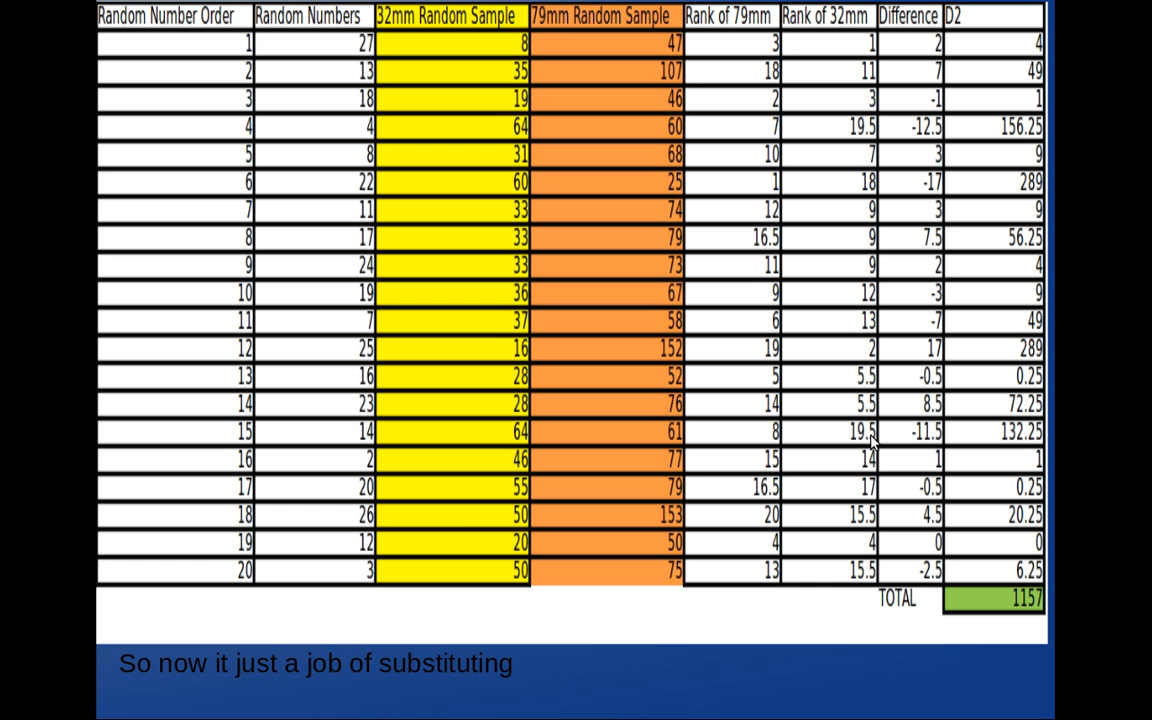 Random Number Order Random Numbers 32mm Random Sample 79mm Random Sample Rank of 79mm Rank of 32mm Difference D2
1 27 8 47 3 1 2 4
2 13 35 107 18 11 7 49
3 18 19 46 2 3 -1 1
4 4 64 60 7 19.5 -12.5 156.25
5 8 31 68 10 7 3 9
6 22 60 25 1 18 -17 289
7 11 33 74 12 9 3 9
8 17 33 79 16.5 9 7.5 56.25
9 24 33 73 11 9 2 4
10 19 36 67 9 12 -3 9
11 7 37 58 6 13 -7 49
12 25 16 152 19 2 17 289
13 16 28 52 5 5.5 -0.5 0.25
14 23 28 76 14 5.5 8.5 72.25
15 14 64 61 8 19.5 -11.5 132.25
16 2 46 77 15 14 1 1
17 20 55 79 16.5 17 -0.5 0.25
18 26 50 153 20 15.5 4.5 20.25
19 12 20 50 4 4 0 0
20 3 50 75 13 15.5 -2.5 6.25
TOTAL 1157
So now it just a job of substituting